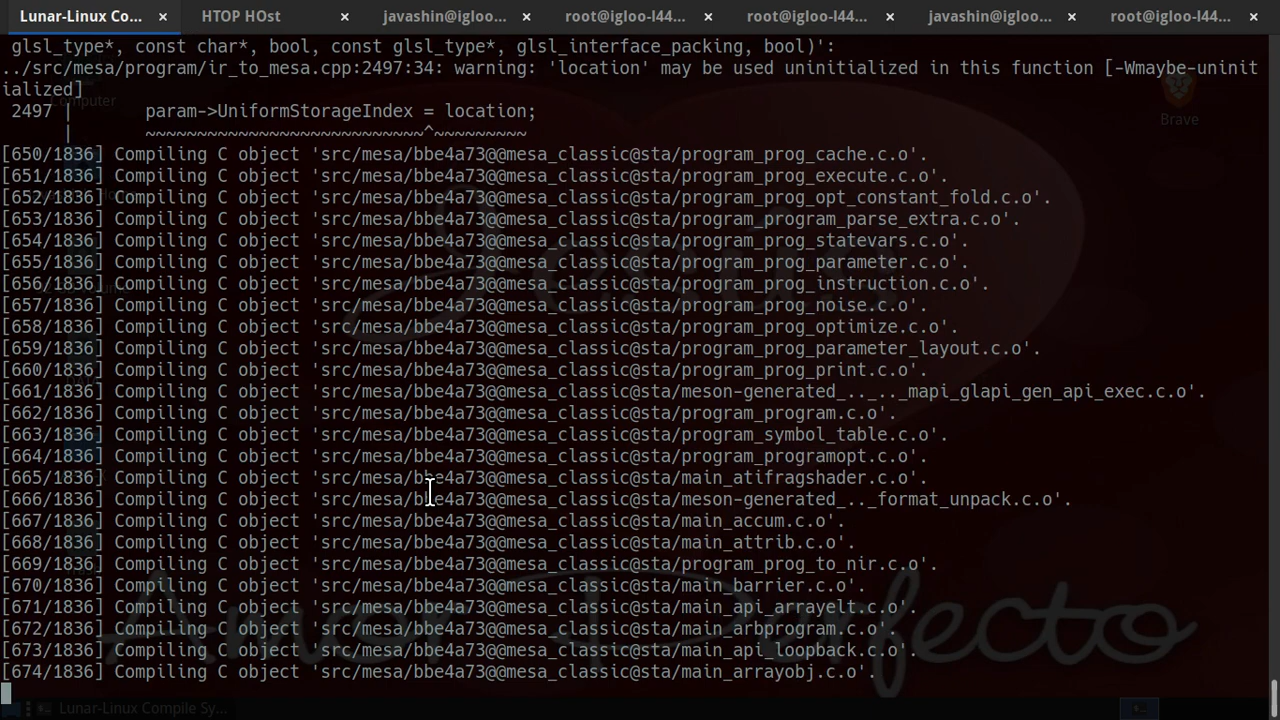 Lunar-Linux Co...
HTOP HOst
javashin@igloo...
root@igloo-l44...
root@igloo-l44...
javashin@igloo...
root@igloo-l44...
glsl_type*, const char*, bool, const glsl_type*, glsl_interface_packing, bool)':
../src/mesa/program/ir_to_mesa.cpp:2497:34: warning: 'location' may be used uninitialized in this function [-Wmaybe-uninit
ialized]
2497 |       param->UniformStorageIndex = location;
|       ~~~~~~~~~~~~~~~~~~~~~~~~~~~^~~~~~~~~~
[650/1836] Compiling C object 'src/mesa/bbe4a73@@mesa_classic@sta/program_prog_cache.c.o'.
[651/1836] Compiling C object 'src/mesa/bbe4a73@@mesa_classic@sta/program_prog_execute.c.o'.
[652/1836] Compiling C object 'src/mesa/bbe4a73@@mesa_classic@sta/program_prog_opt_constant_fold.c.o'.
[653/1836] Compiling C object 'src/mesa/bbe4a73@@mesa_classic@sta/program_program_parse_extra.c.o'.
[654/1836] Compiling C object 'src/mesa/bbe4a73@@mesa_classic@sta/program_prog_statevars.c.o'.
[655/1836] Compiling C object 'src/mesa/bbe4a73@@mesa_classic@sta/program_prog_parameter.c.o'.
[656/1836] Compiling C object 'src/mesa/bbe4a73@@mesa_classic@sta/program_prog_instruction.c.o'.
[657/1836] Compiling C object 'src/mesa/bbe4a73@@mesa_classic@sta/program_prog_noise.c.o'.
[658/1836] Compiling C object 'src/mesa/bbe4a73@@mesa_classic@sta/program_prog_optimize.c.o'.
[659/1836] Compiling C object 'src/mesa/bbe4a73@@mesa_classic@sta/program_prog_parameter_layout.c.o'.
[660/1836] Compiling C object 'src/mesa/bbe4a73@@mesa_classic@sta/program_prog_print.c.o'.
[661/1836] Compiling C object 'src/mesa/bbe4a73@@mesa_classic@sta/meson-generated_.._.._mapi_glapi_gen_api_exec.c.o'.
[662/1836] Compiling C object 'src/mesa/bbe4a73@@mesa_classic@sta/program_program.c.o'.
[663/1836] Compiling C object 'src/mesa/bbe4a73@@mesa_classic@sta/program_symbol_table.c.o'.
[664/1836] Compiling C object 'src/mesa/bbe4a73@@mesa_classic@sta/program_programopt.c.o'.
[665/1836] Compiling C object 'src/mesa/bbe4a73@@mesa_classic@sta/main_atifragshader.c.o'.
[666/1836] Compiling C object 'src/mesa/bbe4a73@@mesa_classic@sta/meson-generated_.._format_unpack.c.o'.
[667/1836] Compiling C object 'src/mesa/bbe4a73@@mesa_classic@sta/main_accum.c.o'.
[668/1836] Compiling C object 'src/mesa/bbe4a73@@mesa_classic@sta/main_attrib.c.o'.
[669/1836] Compiling C object 'src/mesa/bbe4a73@@mesa_classic@sta/program_prog_to_nir.c.o'.
[670/1836] Compiling C object 'src/mesa/bbe4a73@@mesa_classic@sta/main_barrier.c.o'.
[671/1836] Compiling C object 'src/mesa/bbe4a73@@mesa_classic@sta/main_api_arrayelt.c.o'.
[672/1836] Compiling C object 'src/mesa/bbe4a73@@mesa_classic@sta/main_arbprogram.c.o'.
[673/1836] Compiling C object 'src/mesa/bbe4a73@@mesa_classic@sta/main_api_loopback.c.o'.
[674/1836] Compiling C object 'src/mesa/bbe4a73@@mesa_classic@sta/main_arrayobj.c.o'.
Computer
Brave
Jesús
Amor Perfecto
Lunar-Linux Compile Sy...